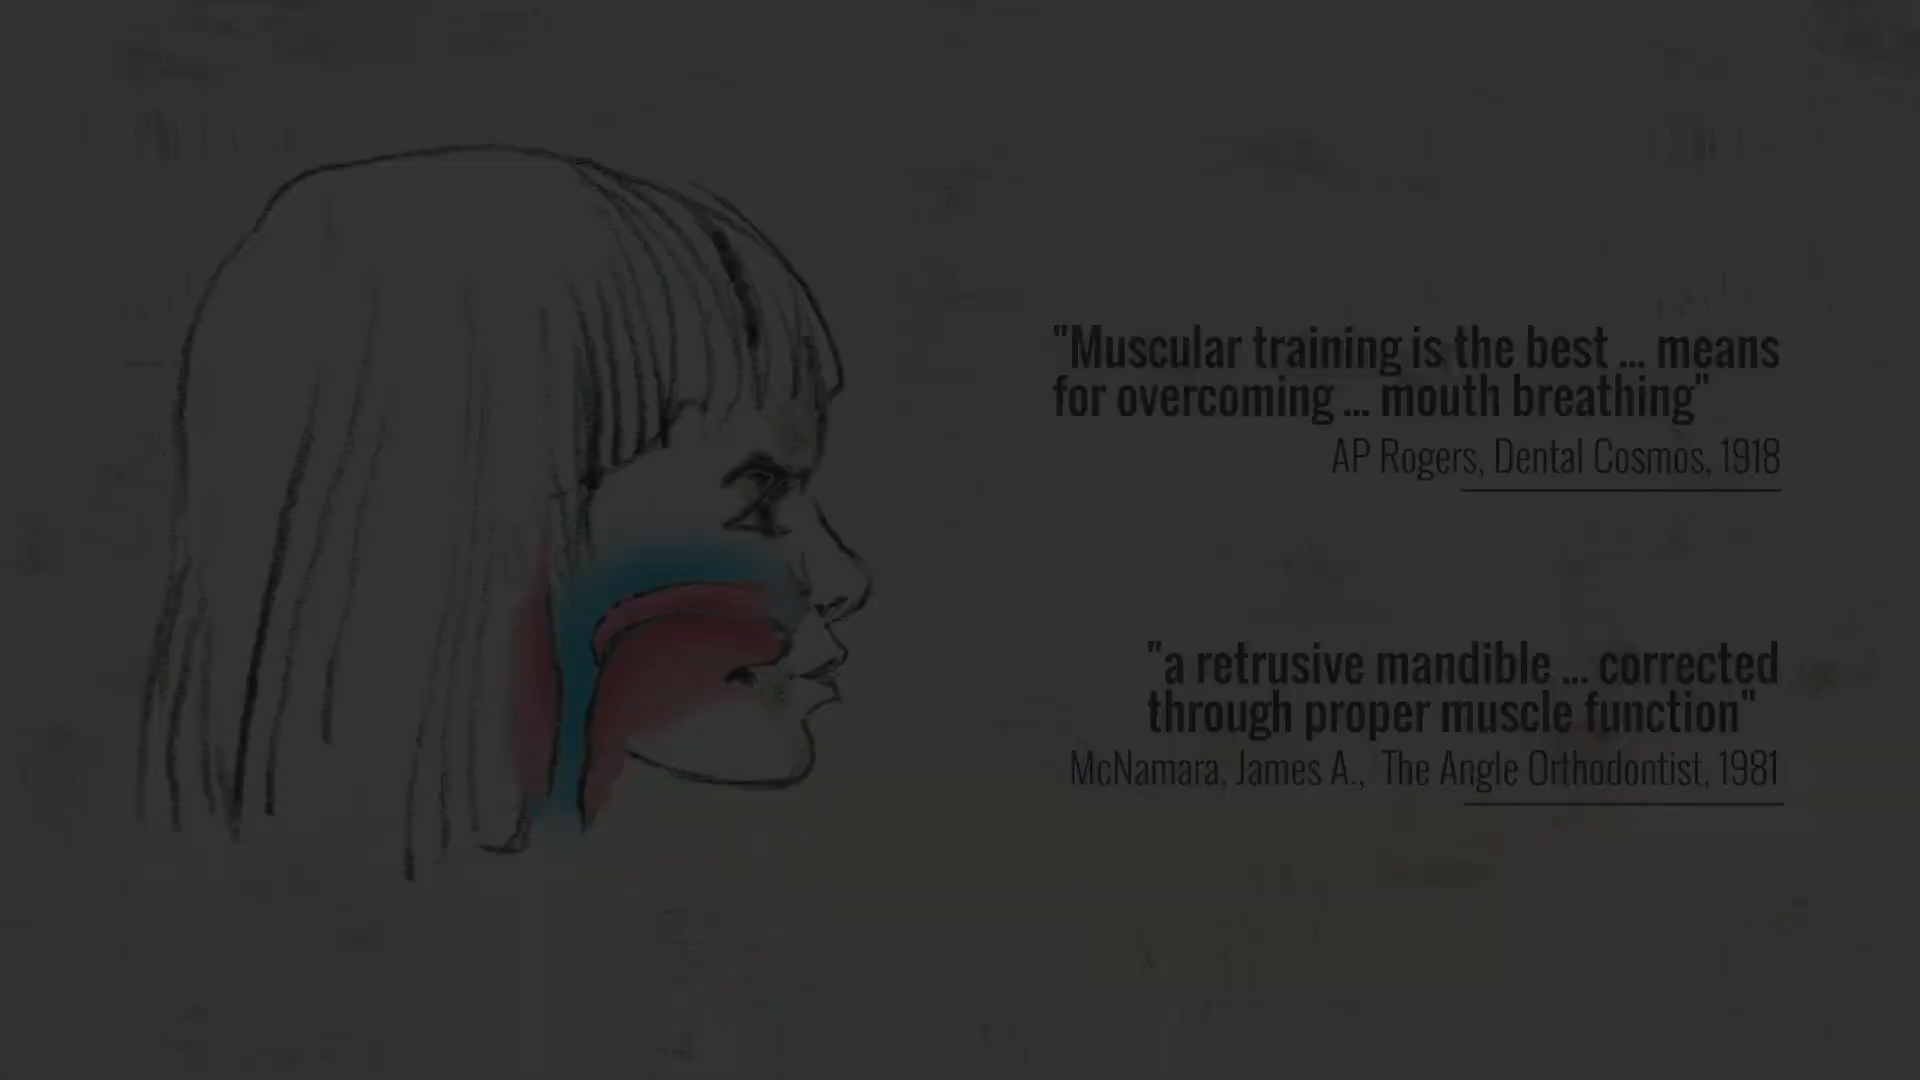 "Muscular training is the best ... means
for overcoming ... mouth breathing"
AP Rogers, Dental Cosmos, 1918
"a retrusive mandible ... corrected
through proper muscle function"
McNamara, James A., The Angle Orthodontist, 1981